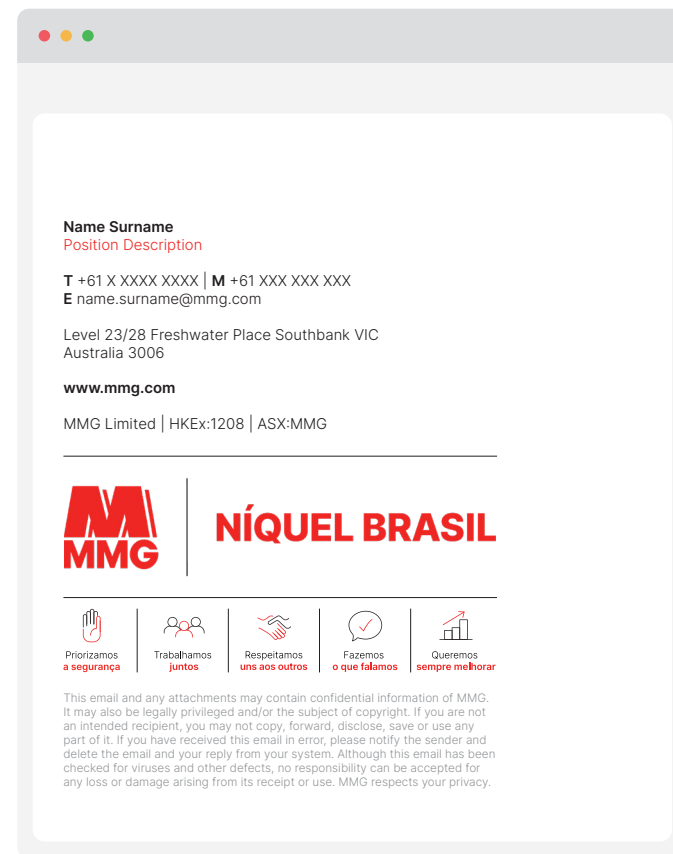 Name Surname
Position Description
T +61 X XXXX XXXX | M +61 XXX XXX XXX
E name.surname@mmg.com
Level 23/28 Freshwater Place Southbank VIC
Australia 3006
www.mmg.com
MMG Limited | HKEx:1208 | ASX:MMG
MMG
NÍQUEL BRASIL
Priorizamos
a segurança
Trabalhamos
juntos
Respeitamos
uns aos outros
Fazemos
o que falamos
Queremos
sempre melhorar
This email and any attachments may contain confidential information of MMG.
It may also be legally privileged and/or the subject of copyright. If you are not
an intended recipient, you may not copy, forward, disclose, save or use any
part of it. If you have received this email in error, please notify the sender and
delete the email and your reply from your system. Although this email has been
checked for viruses and other defects, no responsibility can be accepted for
any loss or damage arising from its receipt or use. MMG respects your privacy.